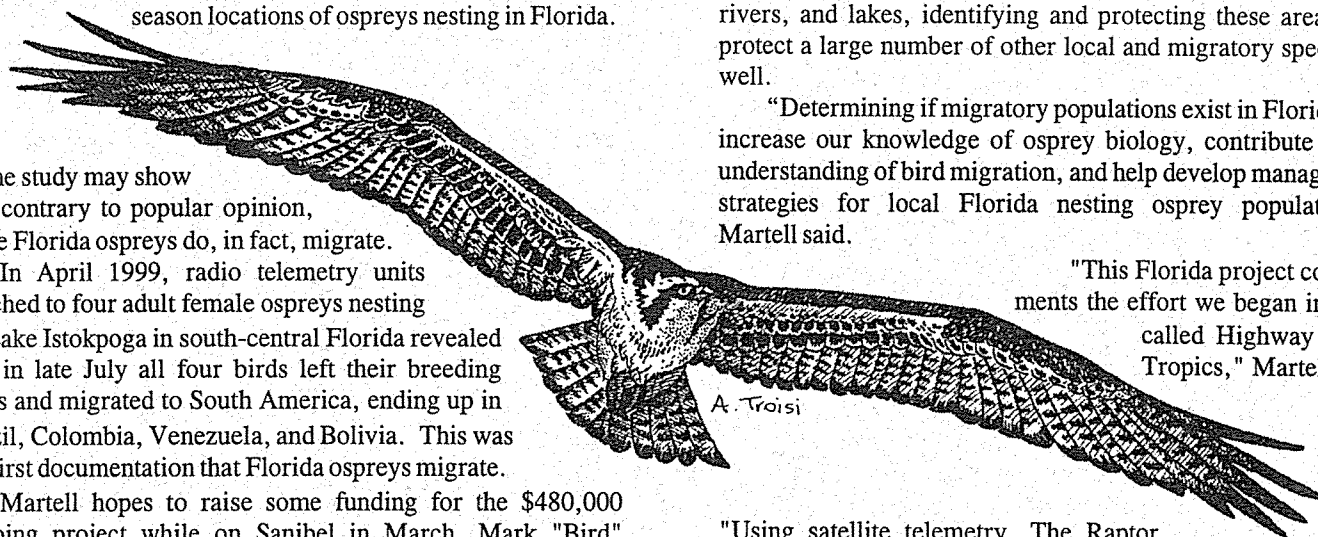 season locations of ospreys nesting in Florida.
ne study may show
contrary to popular opinion,
e Florida ospreys do, in fact, migrate.
In April 1999, radio telemetry units
hed to four adult female ospreys nesting
ake Istokpoga in south-central Florida revealed
in late July all four birds left their breeding
s and migrated to South America, ending up in
il, Colombia, Venezuela, and Bolivia. This was
irst documentation that Florida ospreys migrate.
Martell hopes to raise some funding for the $480,000
ping project while on Sanibel in March. Mark "Bird"
A. Troisi
rivers, and lakes, identifying and protecting these area
protect a large number of other local and migratory spe
well.
"Determining if migratory populations exist in Florid
increase our knowledge of osprey biology, contribute
understanding of bird migration, and help develop manag
strategies for local Florida nesting osprey populat
Martell said.
"This Florida project co
ments the effort we began in
called Highway
Tropics," Marte
"Using satellite telemetry, The Raptor